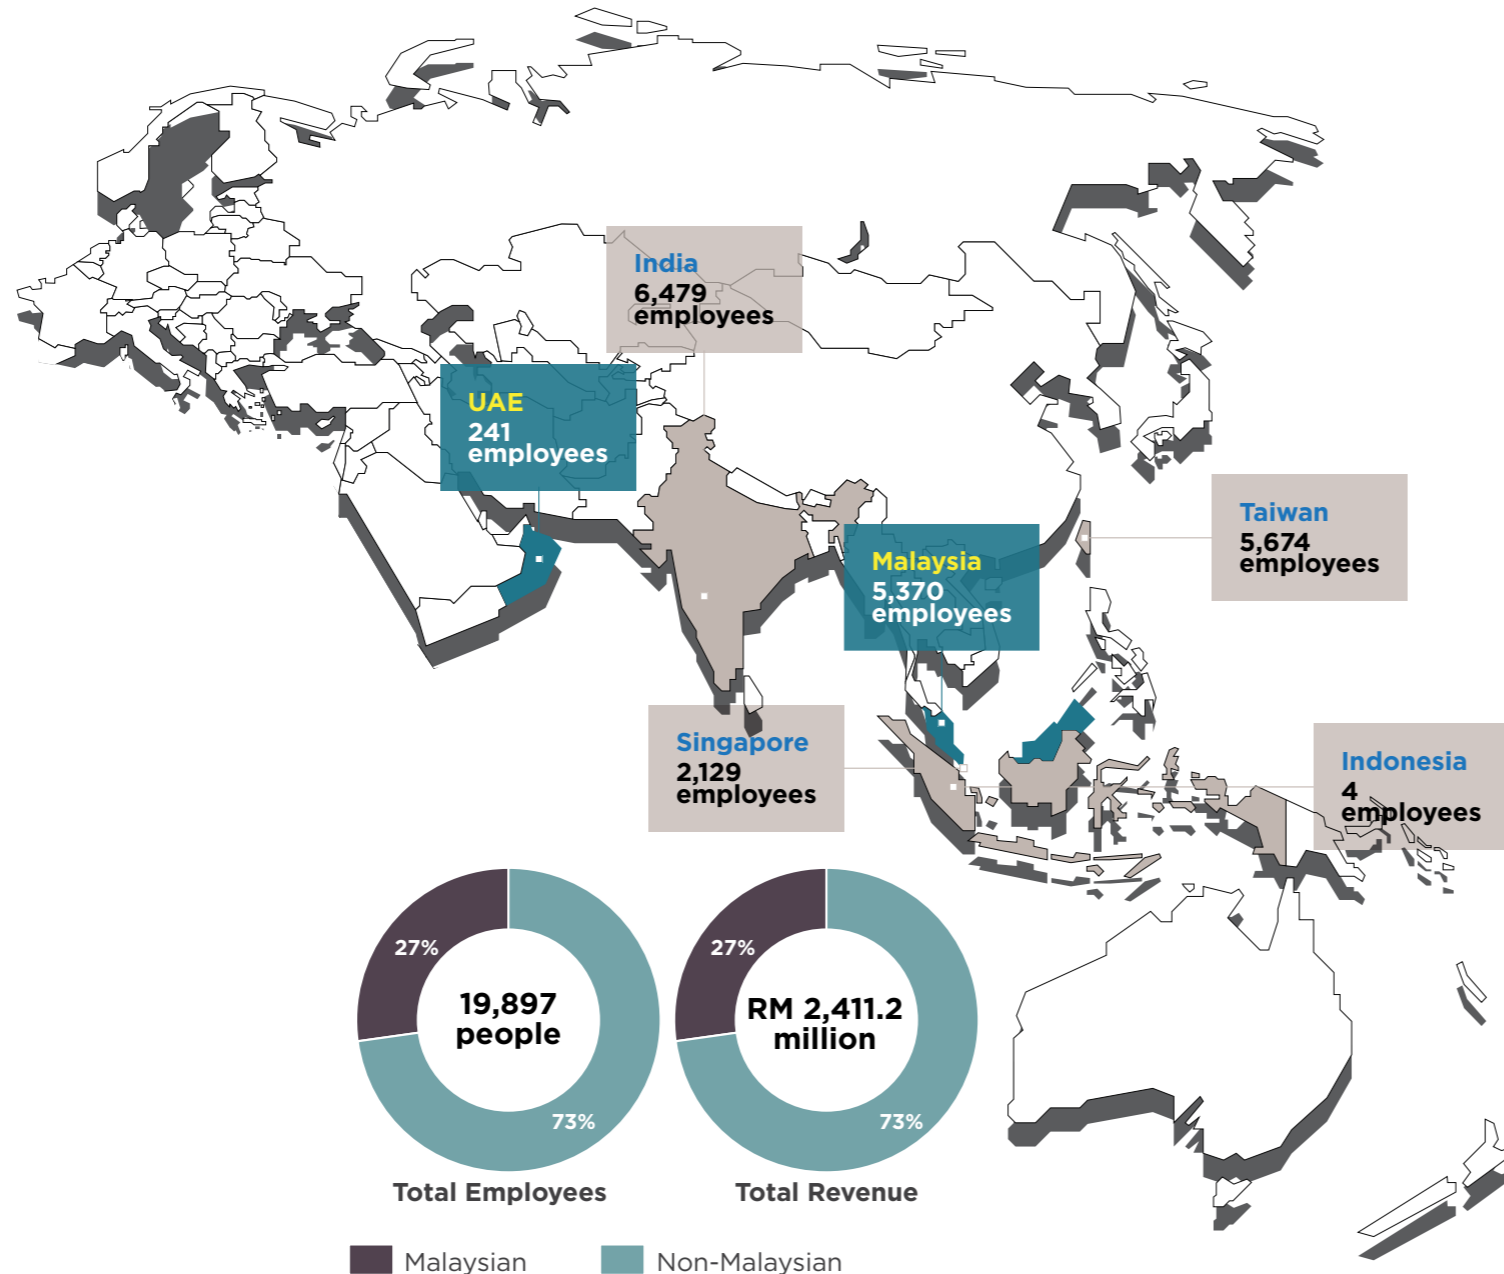 India
6,479
employees
UAE
241
employees
Taiwan
5,674
employees
Malaysia
5,370
employees
Singapore
2,129
employees
Indonesia
4
employees
27%
19,897
people
73%
Total Employees
27%
RM 2,411.2
million
73%
Total Revenue
Malaysian
Non-Malaysian